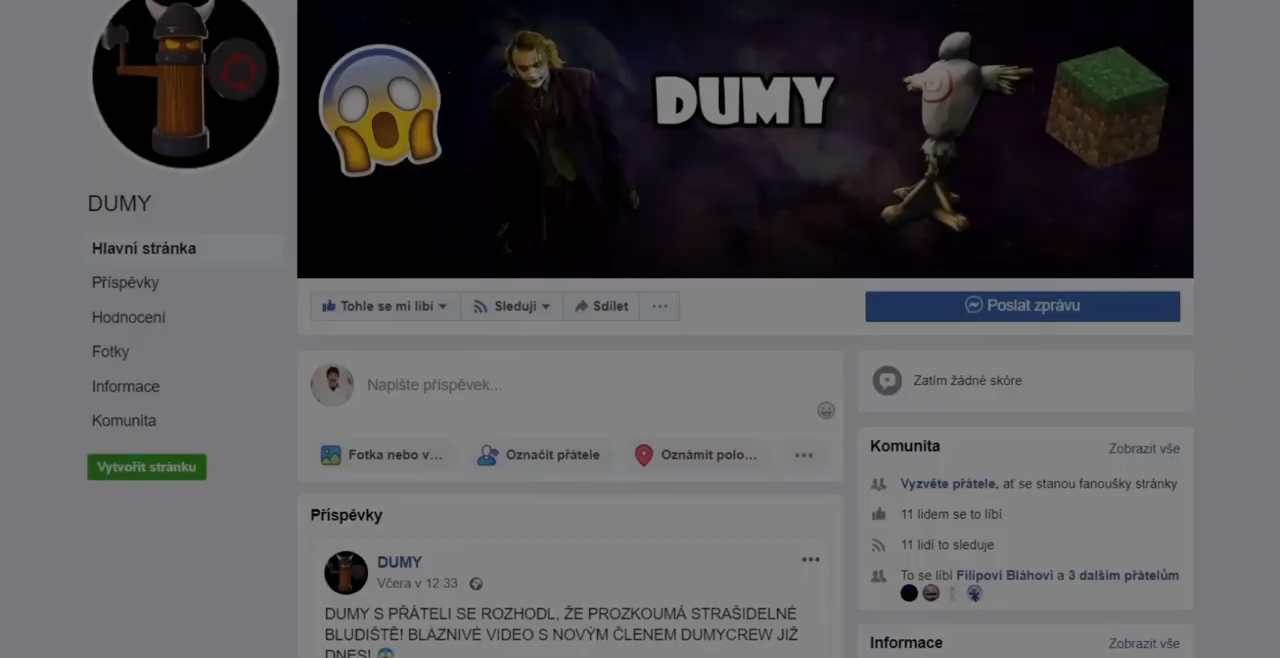 DUMY
DUMY
Hlavní stránka
Příspěvky
Hodnocení
Fotky
Informace
Komunita
Vytvořit stránku
Tohle se mi líbí
Sleduji
Sdílet
Poslat zprávu
Napište příspěvek...
Fotka nebo v...
Označit přátele
Oznámit polo...
Příspěvky
DUMY
Včera v 12:33
DUMY S PŘÁTELI SE ROZHODL, ŽE PROZKOUMÁ STRAŠIDELNÉ
BLUDIŠTĚ! BLÁZNIVÉ VIDEO S NOVÝM ČLENEM DUMYCREW JIŽ
DNES!
Zatím žádné skóre
Komunita
Zobrazit vše
Vyzvěte přátele, ať se stanou fanoušky stránky
11 lidem se to líbí
11 lidí to sleduje
To se líbí Filipovi Bláhovi a 3 dalším přátelům
Informace
Zobrazit vše